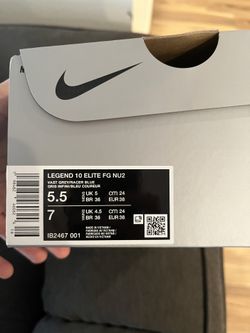 LEGEND 10 ELITE FG NU2
VAST GREY/RACER BLUE
GRIS INFINI/BLEU COUREUR
5.5 UK 5 cm 24
BR 36 EUR 38
7 UK 4.5 cm 24
BR 36 EUR 38
IB2467 001